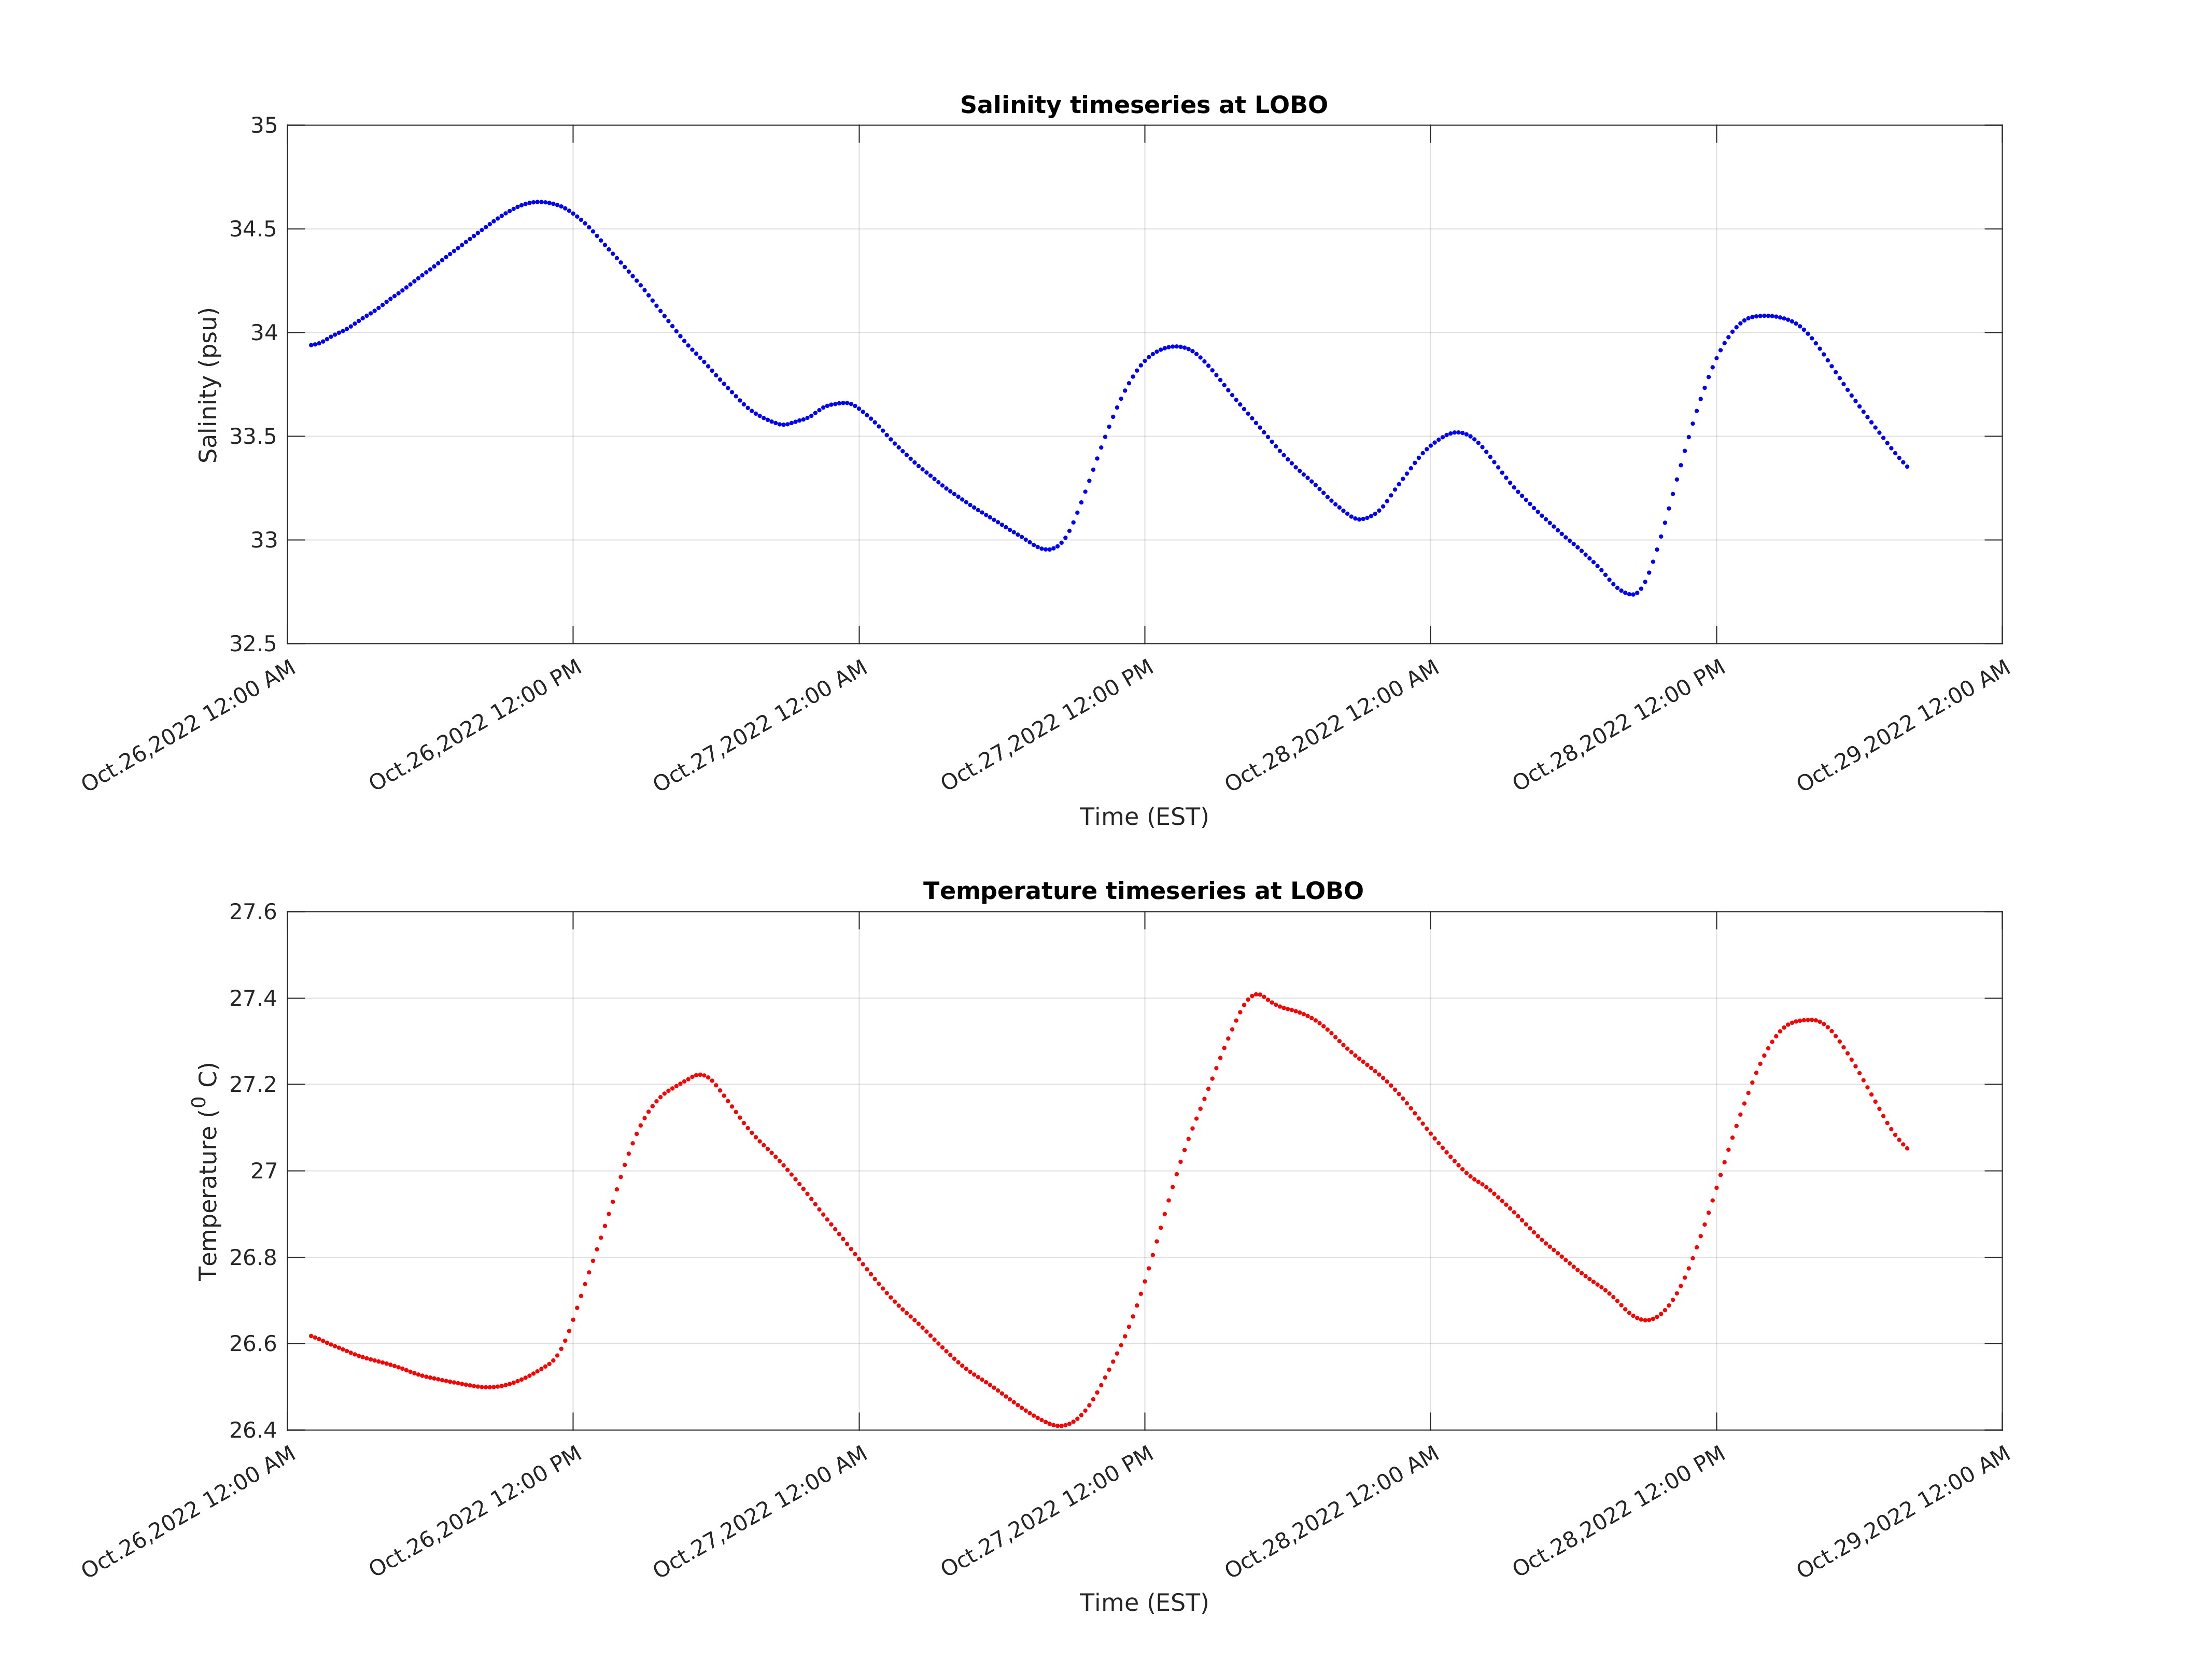 Salinity timeseries at LOBO
35
34.5
34
33.5
33
32.5
Salinity (psu)
Oct.26,2022 12:00 AM
Oct.26,2022 12:00 PM
Oct.27,2022 12:00 AM
Oct.27,2022 12:00 PM
Oct.28,2022 12:00 AM
Oct.28,2022 12:00 PM
Oct.29,2022 12:00 AM
Time (EST)
Temperature timeseries at LOBO
27.6
27.4
27.2
27
26.8
26.6
26.4
Temperature (⁰ C)
Oct.26,2022 12:00 AM
Oct.26,2022 12:00 PM
Oct.27,2022 12:00 AM
Oct.27,2022 12:00 PM
Oct.28,2022 12:00 AM
Oct.28,2022 12:00 PM
Oct.29,2022 12:00 AM
Time (EST)